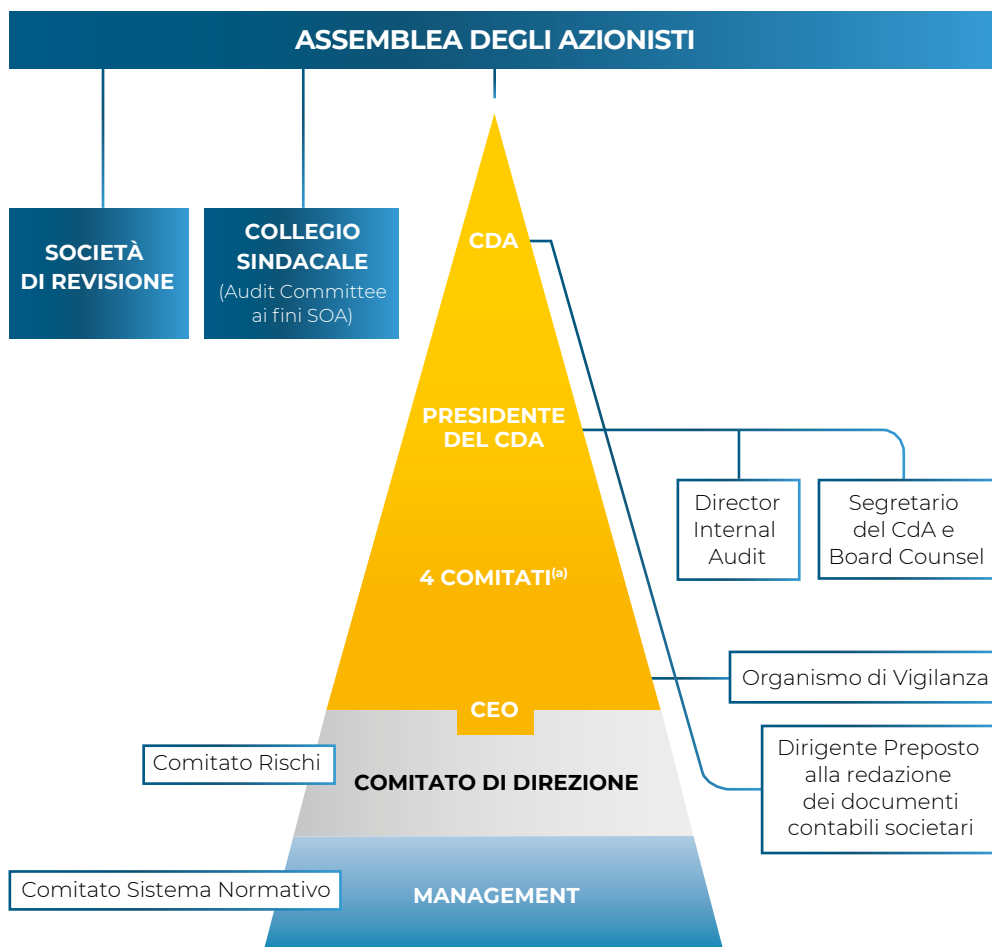 ASSEMBLEA DEGLI AZIONISTI
SOCIETÀ
DI REVISIONE
COLLEGIO
SINDACALE
(Audit Committee
ai fini SOA)
CDA
PRESIDENTE
DEL CDA
Director
Internal
Audit
Segretario
del CdA e
Board Counsel
4 COMITATI(a)
Organismo di Vigilanza
CEO
Comitato Rischi
COMITATO DI DIREZIONE
Dirigente Preposto
alla redazione
dei documenti
contabili societari
Comitato Sistema Normativo
MANAGEMENT